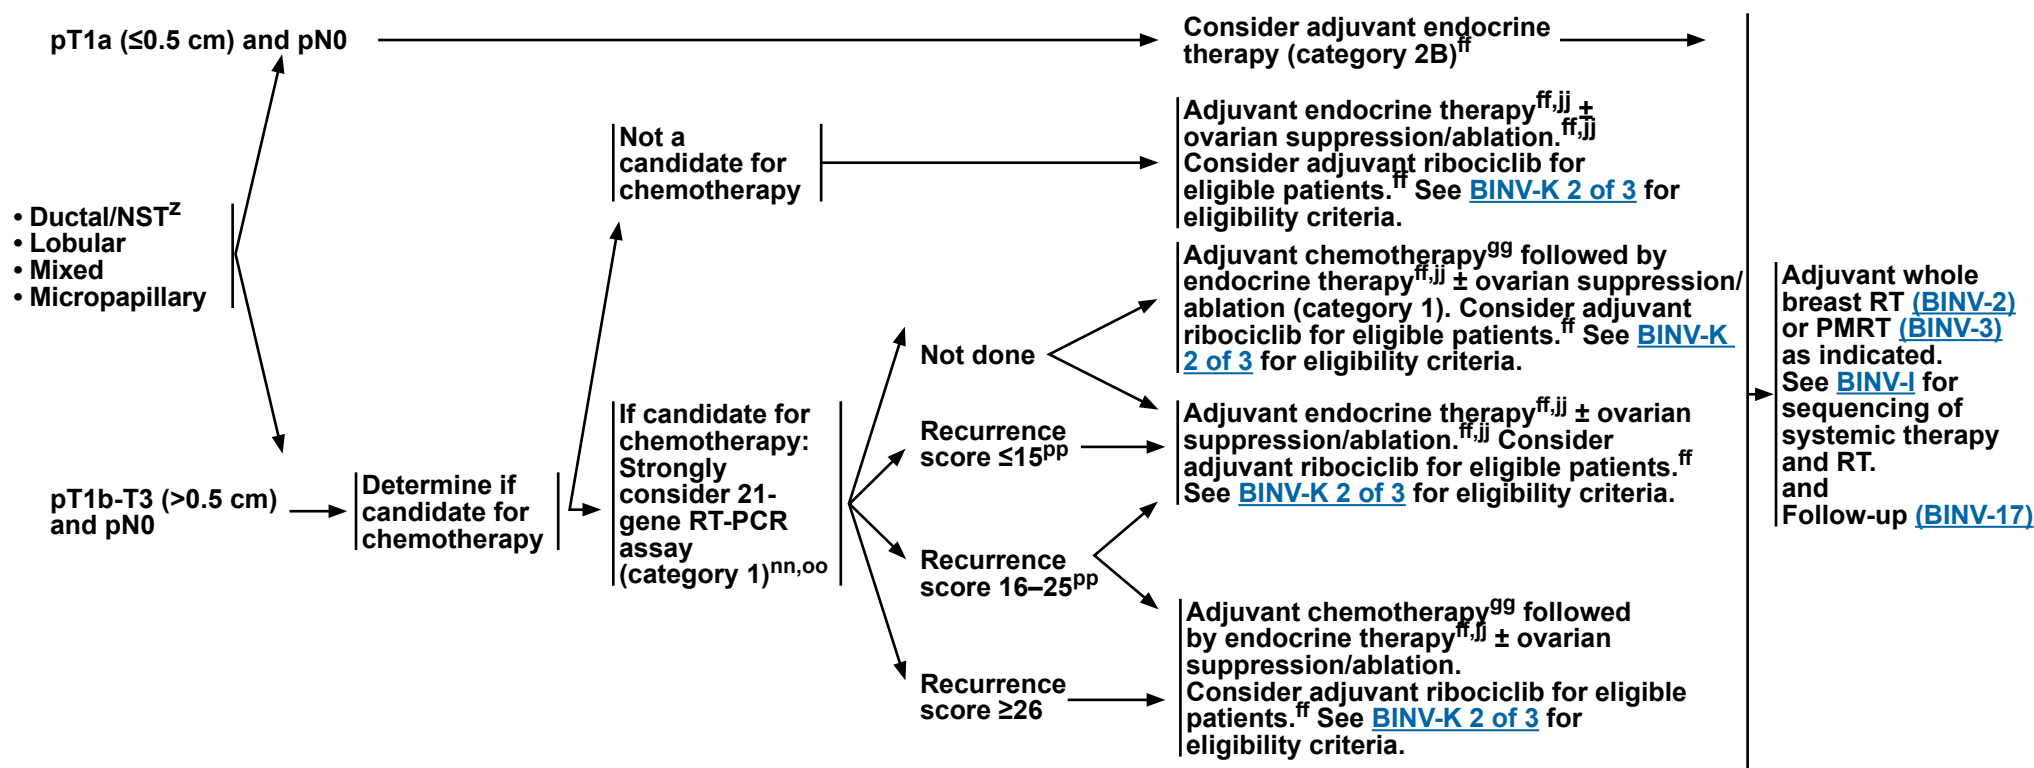 pT1a (≤0.5 cm) and pN0
Consider adjuvant endocrine
therapy (category 2B)ff
• Ductal/NSTz
• Lobular
• Mixed
• Micropapillary
Not a
candidate for
chemotherapy
Adjuvant endocrine therapyff,jj ±
ovarian suppression/ablation.ff,jj
Consider adjuvant ribociclib for
eligible patients.ff See BINV-K 2 of 3 for
eligibility criteria.
pT1b-T3 (>0.5 cm)
and pN0
Determine if
candidate for
chemotherapy
If candidate for
chemotherapy:
Strongly
consider 21-
gene RT-PCR
assay
(category 1)nn,oo
Not done
Adjuvant chemotherapygg followed by
endocrine therapyff,jj ± ovarian suppression/
ablation (category 1). Consider adjuvant
ribociclib for eligible patients.ff See BINV-K
2 of 3 for eligibility criteria.
Recurrence
score ≤15pp
Adjuvant endocrine therapyff,jj ± ovarian
suppression/ablation.ff,jj Consider
adjuvant ribociclib for eligible patients.ff
See BINV-K 2 of 3 for eligibility criteria.
Recurrence
score 16–25pp
Recurrence
score ≥26
Adjuvant chemotherapygg followed
by endocrine therapyff,jj ± ovarian
suppression/ablation.
Consider adjuvant ribociclib for eligible
patients.ff See BINV-K 2 of 3 for
eligibility criteria.
Adjuvant whole
breast RT (BINV-2)
or PMRT (BINV-3)
as indicated.
See BINV-I for
sequencing of
systemic therapy
and RT.
and
Follow-up (BINV-17)